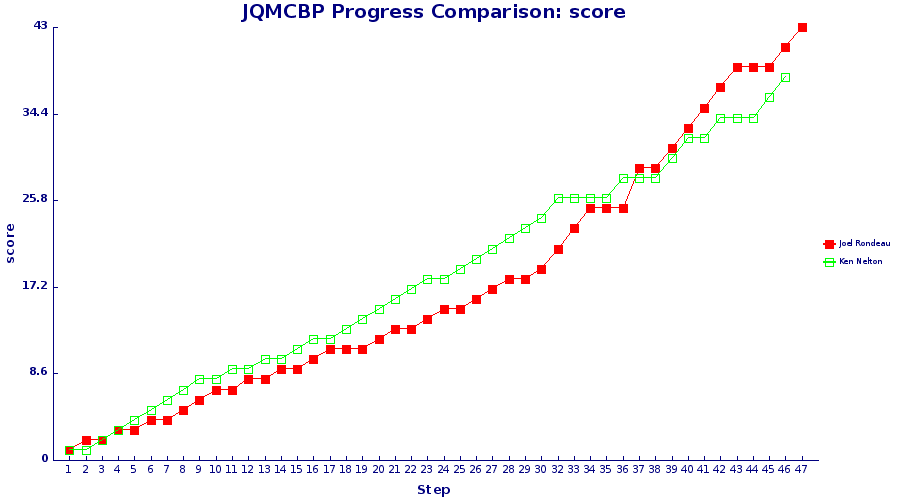 JQMCBP Progress Comparison: score
43
34.4
25.8
17.2
8.6
0
score
1 2 3 4 5 6 7 8 9 10 11 12 13 14 15 16 17 18 19 20 21 22 23 24 25 26 27 28 29 30 32 33 34 35 36 37 38 39 40 41 42 43 44 45 46 47
Step
Joel Rondeau
Ken Nelton